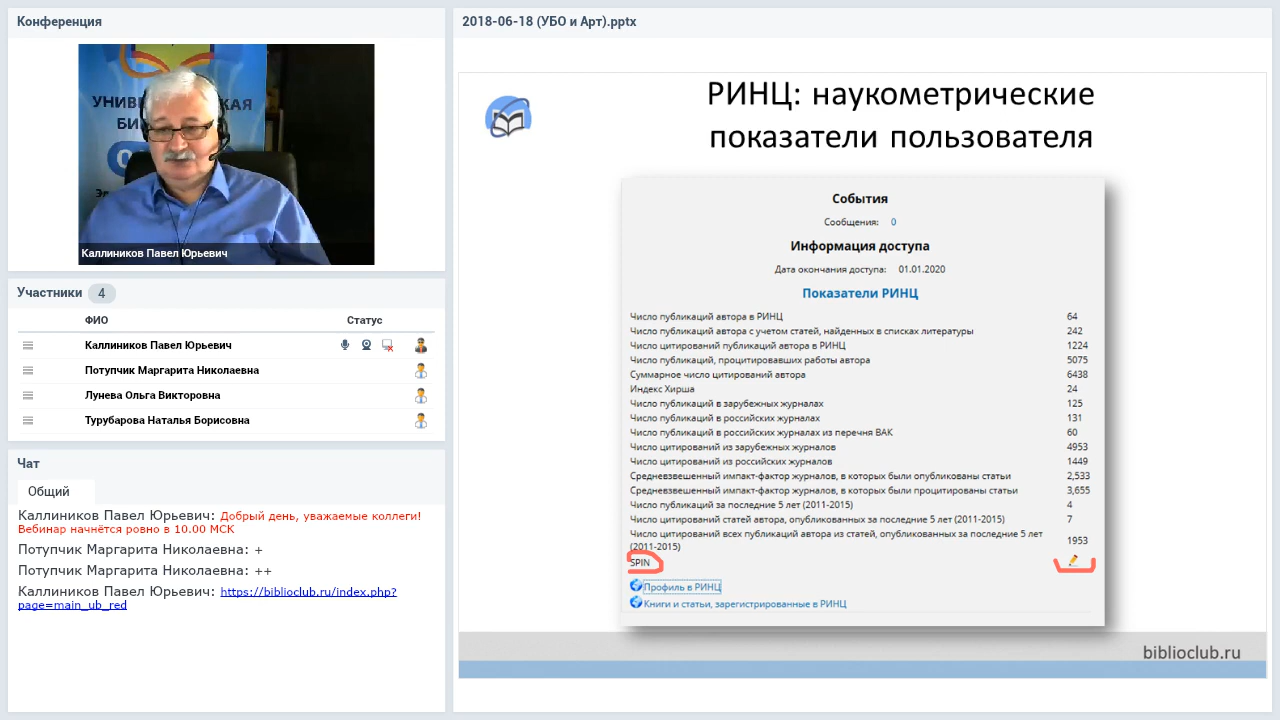 Конференция
УНИВ КАЯ
БИ
Каллиников Павел Юрьевич
Участники 4
ФИО Статус
Каллиников Павел Юрьевич
Потупчик Маргарита Николаевна
Лунева Ольга Викторовна
Турубарова Наталья Борисовна
Чат
Общий
Каллиников Павел Юрьевич: Добрый день, уважаемые коллеги!
Вебинар начнётся ровно в 10.00 МСК
Потупчик Маргарита Николаевна: +
Потупчик Маргарита Николаевна: ++
Каллиников Павел Юрьевич: https://biblioclub.ru/index.php?
page=main_ub_red
2018-06-18 (УБО и Арт).pptx
РИНЦ: наукометрические
показатели пользователя
События
Сообщения: 0
Информация доступа
Дата окончания доступа: 01.01.2020
Показатели РИНЦ
Число публикаций автора в РИНЦ 64
Число публикаций автора с учетом статей, найденных в списках литературы 242
Число цитирований публикаций автора в РИНЦ 1224
Число публикаций, процитировавших работы автора 5075
Суммарное число цитирований автора 6438
Индекс Хирша 24
Число публикаций в зарубежных журналах 125
Число публикаций в российских журналах 131
Число публикаций в российских журналах из перечня ВАК 60
Число цитирований из зарубежных журналов 4953
Число цитирований из российских журналов 1449
Средневзвешенный импакт-фактор журналов, в которых были опубликованы статьи 2,533
Средневзвешенный импакт-фактор журналов, в которых были процитированы статьи 3,655
Число публикаций за последние 5 лет (2011-2015) 4
Число цитирований статей автора, опубликованных за последние 5 лет (2011-2015) 7
Число цитирований всех публикаций автора из статей, опубликованных за последние 5 лет 1953
(2011-2015)
SPIN
Профиль в РИНЦ
Книги и статьи, зарегистрированные в РИНЦ
biblioclub.ru